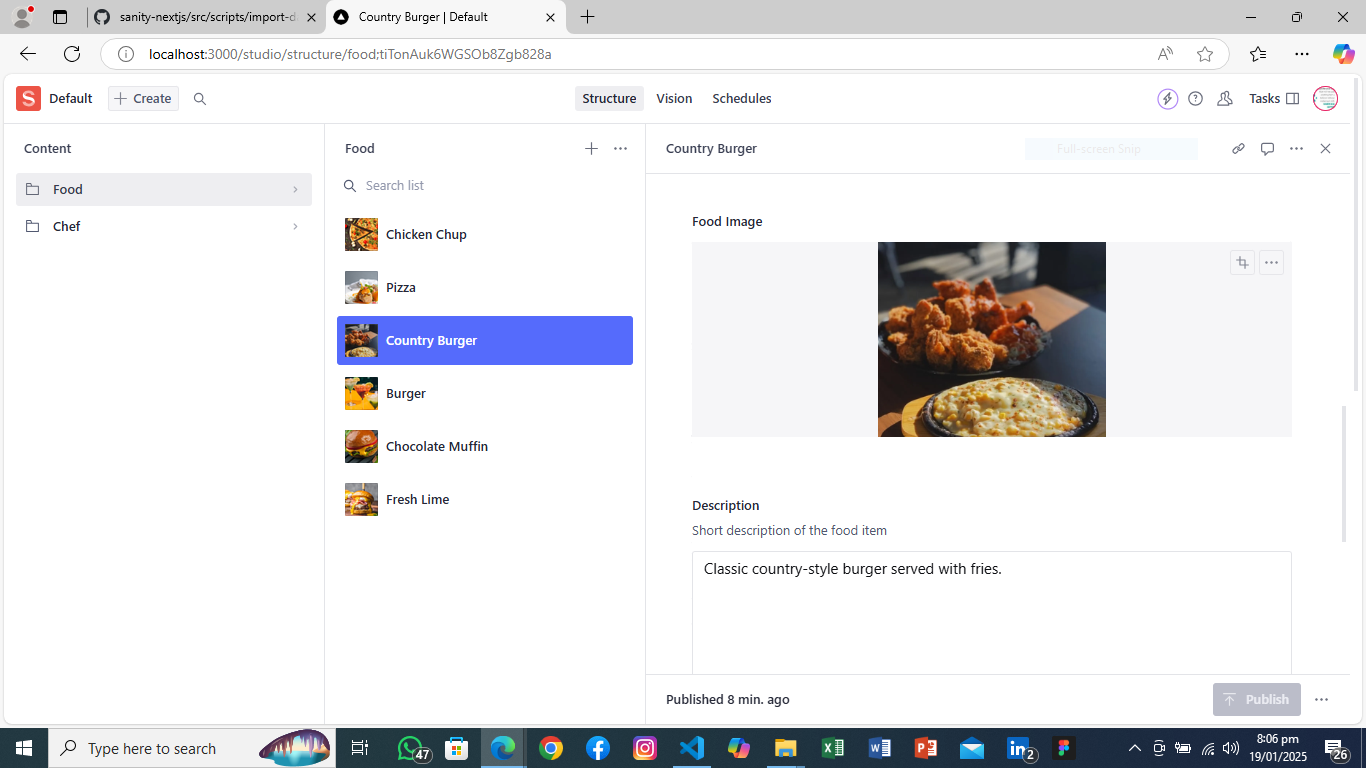 sanity-nextjs/src/scripts/import-d
Country Burger | Default
localhost:3000/studio/structure/food;tiTonAuk6WGSOb8Zgb828a
S Default Create Structure Vision Schedules Tasks
Content
Food
Chef
Food
Search list
Chicken Chup
Pizza
Country Burger
Burger
Chocolate Muffin
Fresh Lime
Country Burger
Full-screen Snip
Food Image
Description
Short description of the food item
Classic country-style burger served with fries.
Published 8 min. ago
Publish
Type here to search
47
2
8:06 pm
19/01/2025
26